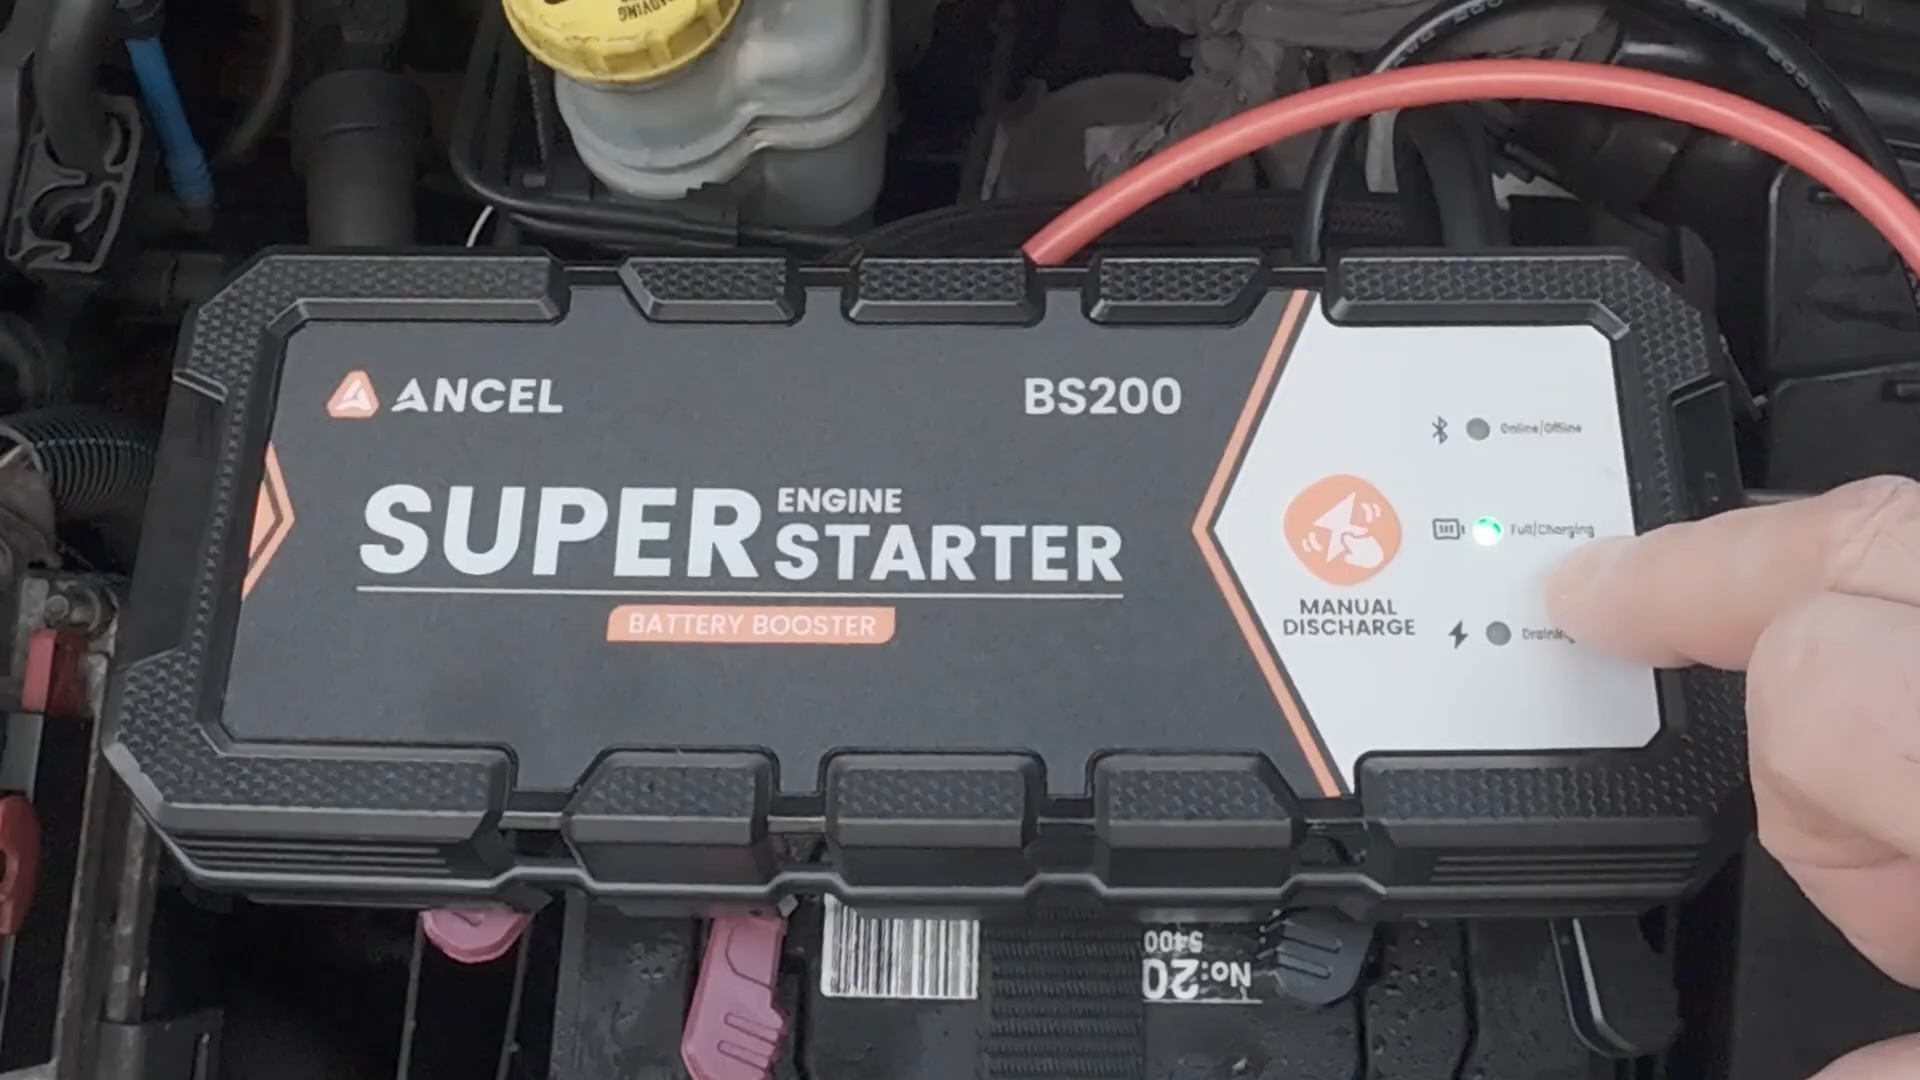 ANCEL
BS200
SUPER ENGINE STARTER
BATTERY BOOSTER
MANUAL
DISCHARGE
Online/Offline
Full/Charging
5400
No:20